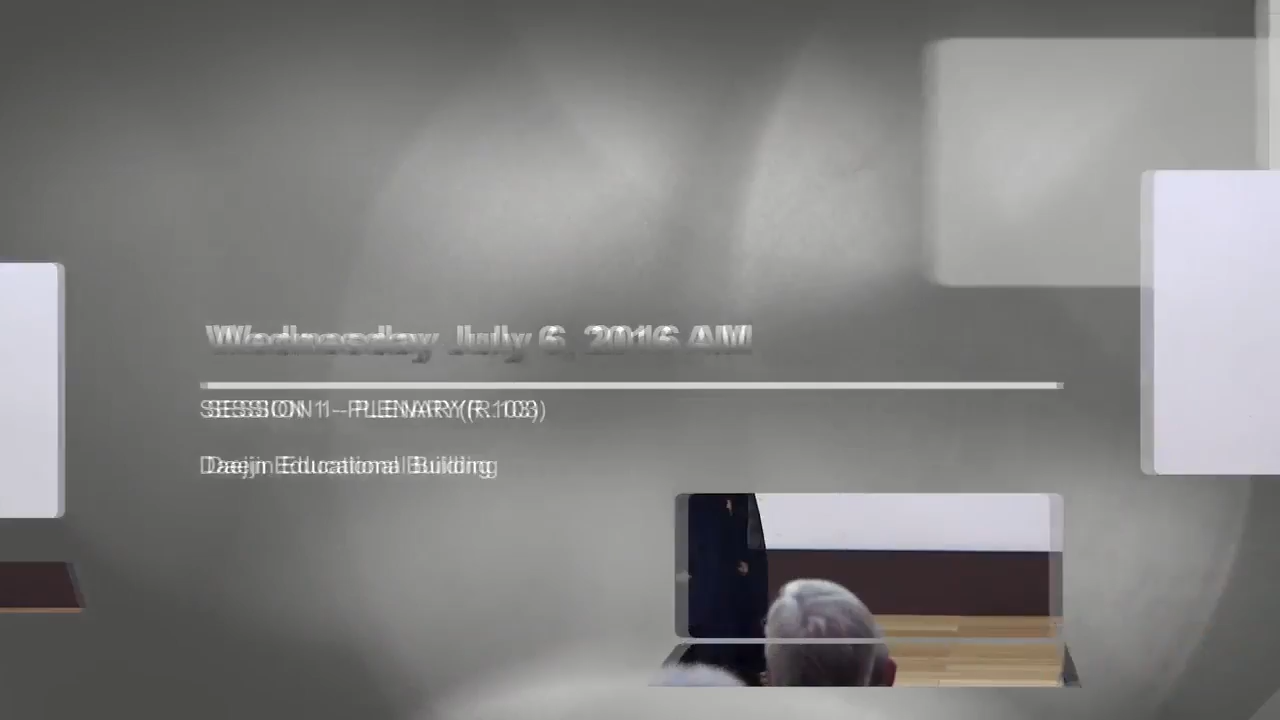 Wednesday July 6, 2016 AM
SESSION 1 – PLENARY (R. 103)
Daejin Educational Building